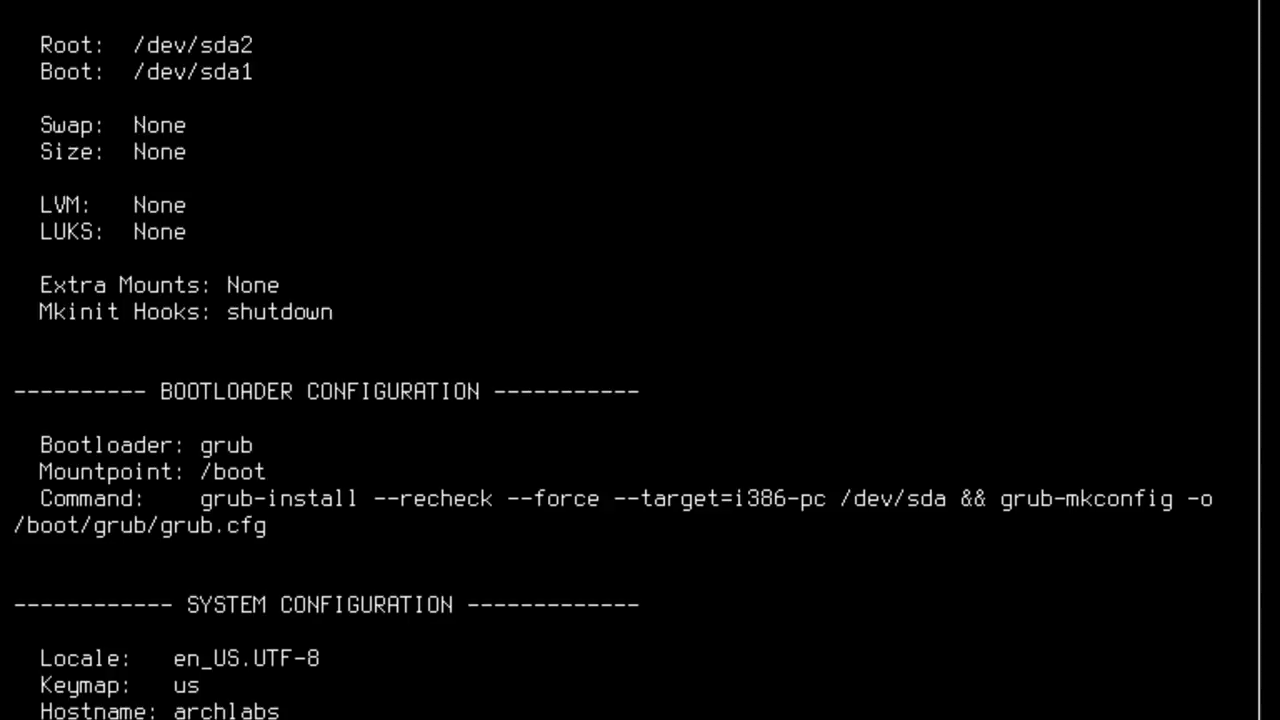 Root:  /dev/sda2
Boot:  /dev/sda1
Swap:  None
Size:  None
LVM:   None
LUKS:  None
Extra Mounts: None
Mkinit Hooks: shutdown
---------- BOOTLOADER CONFIGURATION -----------
Bootloader: grub
Mountpoint: /boot
Command:    grub-install --recheck --force --target=i386-pc /dev/sda && grub-mkconfig -o
/boot/grub/grub.cfg
------------ SYSTEM CONFIGURATION -------------
Locale:   en_US.UTF-8
Keymap:   us
Hostname: archlabs